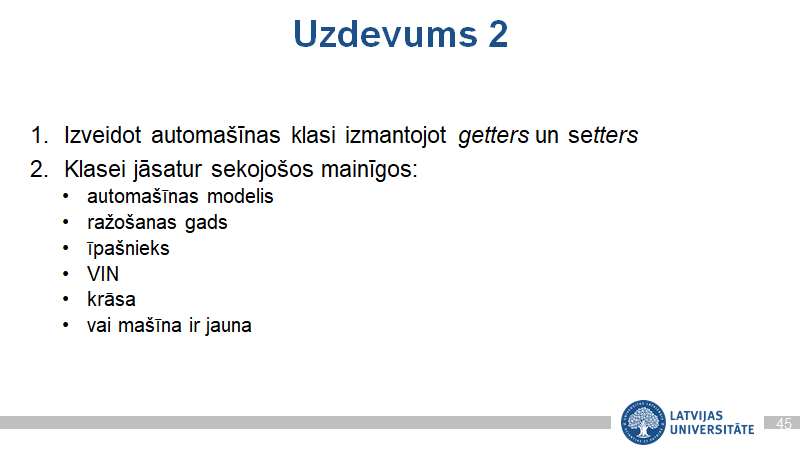 Uzdevums 2
1. Izveidot automašīnas klasi izmantojot getters un setters
2. Klasei jāsatur sekojošos mainīgos:
• automašīnas modelis
• ražošanas gads
• īpašnieks
• VIN
• krāsa
• vai mašīna ir jauna
LATVIJAS
UNIVERSITĀTE
45